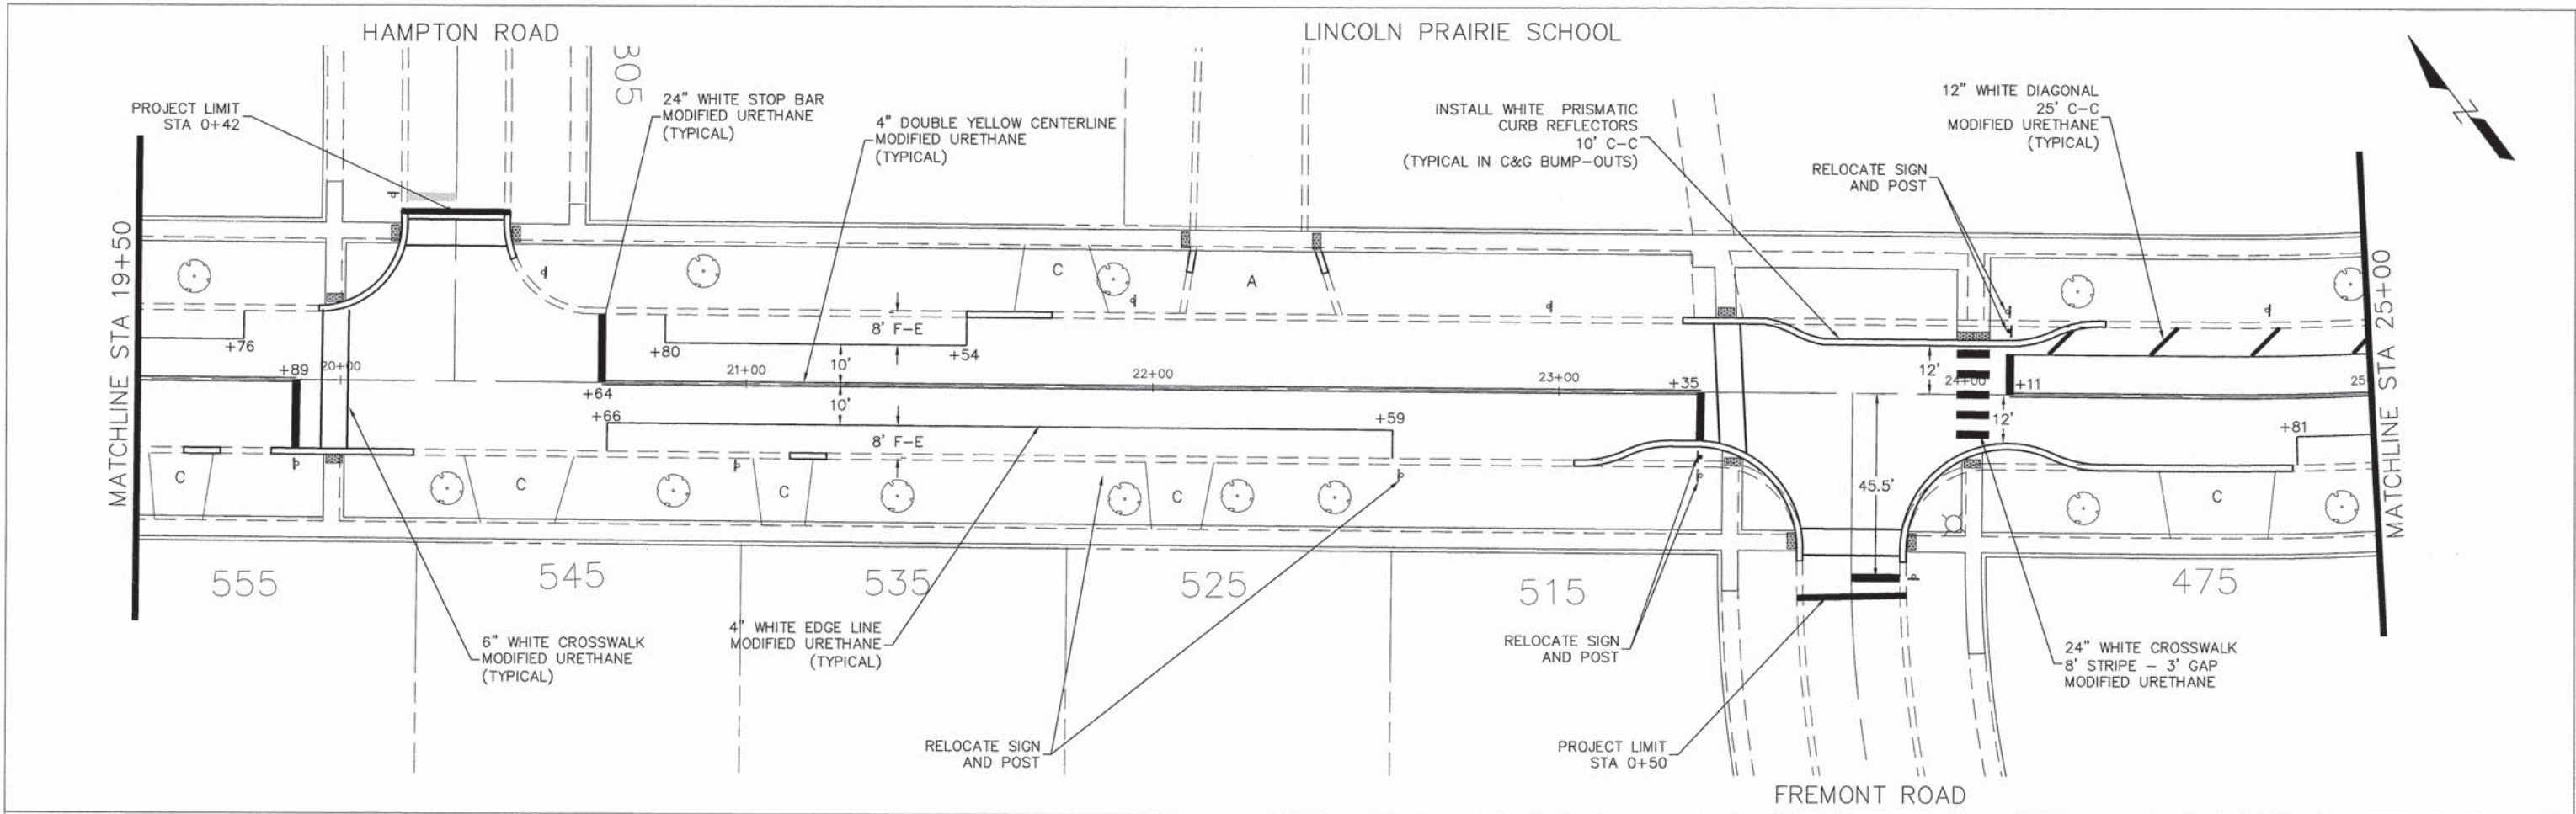 HAMPTON ROAD
LINCOLN PRAIRIE SCHOOL
305
PROJECT LIMIT
STA 0+42
24" WHITE STOP BAR
MODIFIED URETHANE
(TYPICAL)
4" DOUBLE YELLOW CENTERLINE
MODIFIED URETHANE
(TYPICAL)
INSTALL WHITE PRISMATIC
CURB REFLECTORS
10' C-C
(TYPICAL IN C&G BUMP-OUTS)
12" WHITE DIAGONAL
25' C-C
MODIFIED URETHANE
(TYPICAL)
RELOCATE SIGN
AND POST
Z
MATCHLINE STA 19+50
MATCHLINE STA 25+00
C
A
8' F-E
+76
+80
+54
10'
+89
20+00
21+00
22+00
23+00
+35
12'
24+00
+11
25
+64
+66
10'
+59
12'
+81
8' F-E
C
C
C
C
45.5'
C
555
545
535
525
515
475
6" WHITE CROSSWALK
MODIFIED URETHANE
(TYPICAL)
4" WHITE EDGE LINE
MODIFIED URETHANE
(TYPICAL)
RELOCATE SIGN
AND POST
RELOCATE SIGN
AND POST
24" WHITE CROSSWALK
8' STRIPE - 3' GAP
MODIFIED URETHANE
PROJECT LIMIT
STA 0+50
FREMONT ROAD